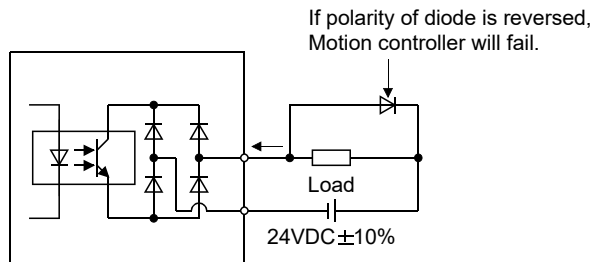 If polarity of diode is reversed,
Motion controller will fail.
Load
24VDC±10%